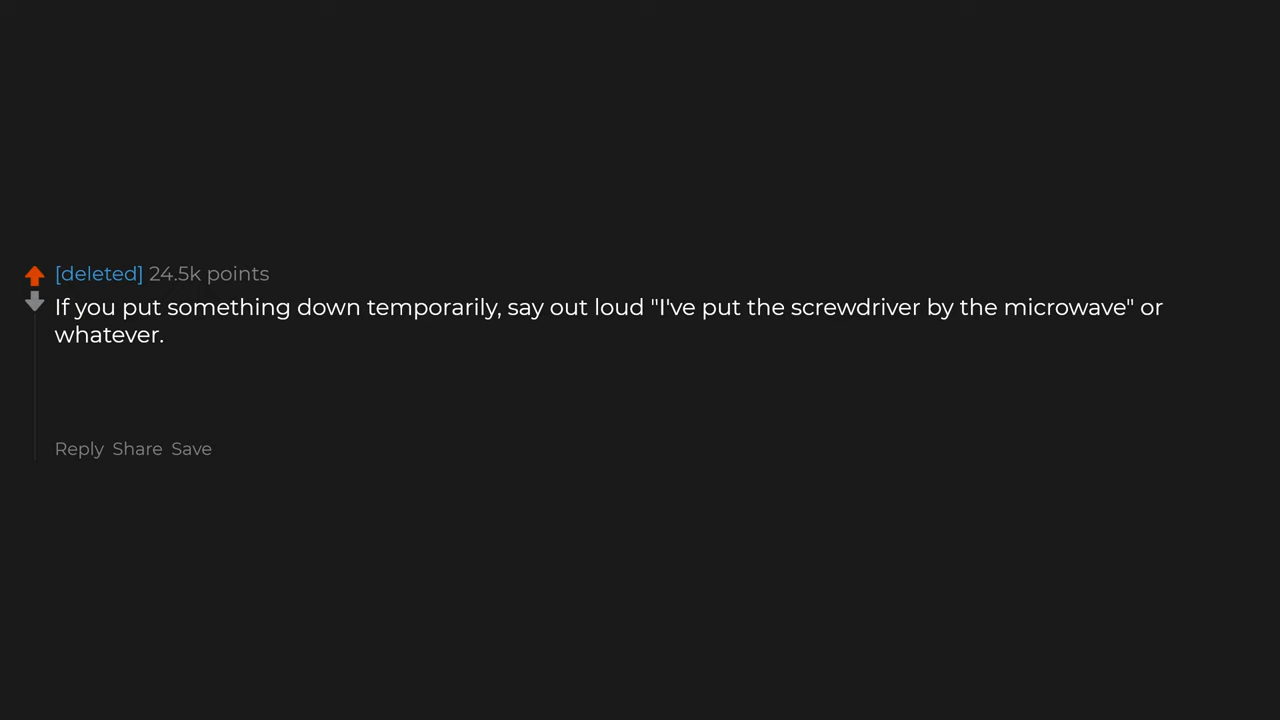 [deleted] 24.5k points
If you put something down temporarily, say out loud "I've put the screwdriver by the microwave" or
whatever.
Reply Share Save